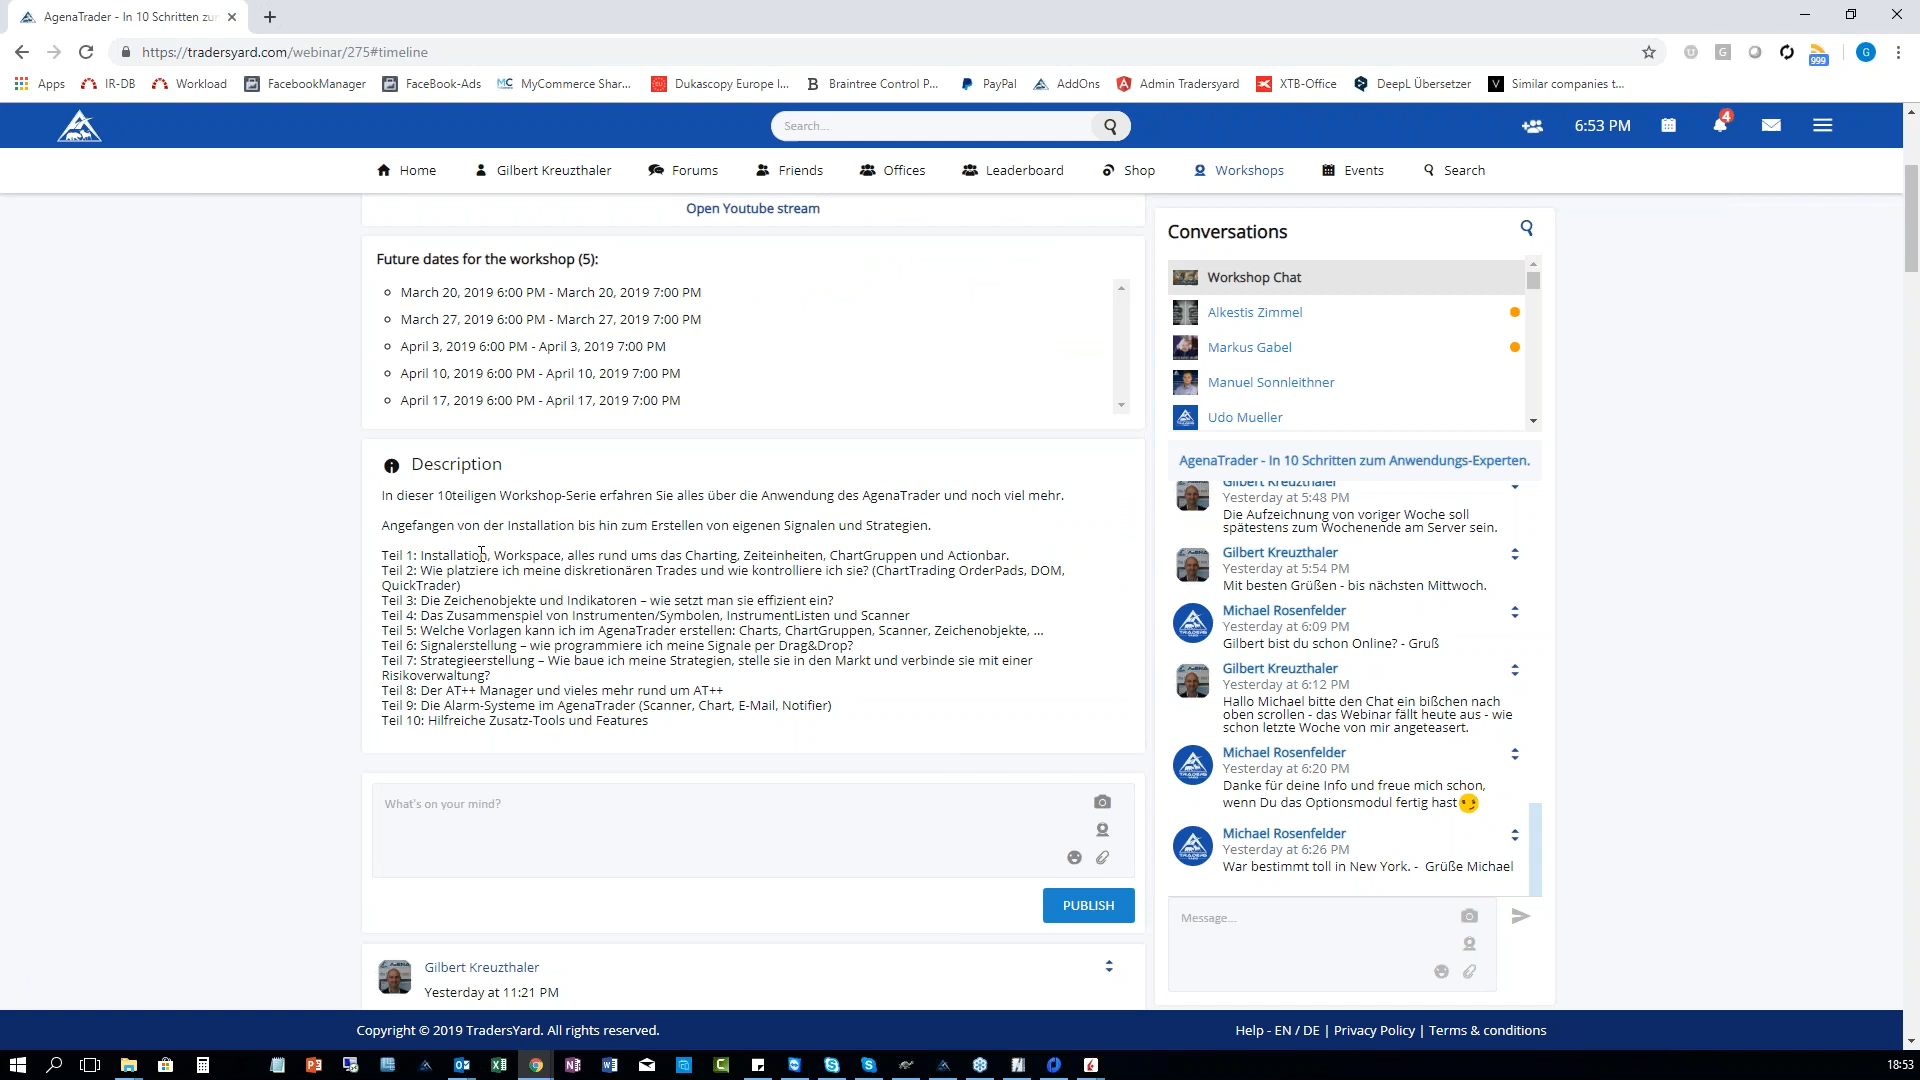 AgenaTrader - In 10 Schritten zur
https://tradersyard.com/webinar/275#timeline
G
999
G
Apps
IR-DB
Workload
FacebookManager
FaceBook-Ads
MyCommerce Shar...
Dukascopy Europe I...
Braintree Control P...
PayPal
AddOns
Admin Tradersyard
XTB-Office
DeepL Übersetzer
Similar companies t...
Search...
6:53 PM
4
Home
Gilbert Kreuzthaler
Forums
Friends
Offices
Leaderboard
Shop
Workshops
Events
Search
Open Youtube stream
Future dates for the workshop (5):
March 20, 2019 6:00 PM - March 20, 2019 7:00 PM
March 27, 2019 6:00 PM - March 27, 2019 7:00 PM
April 3, 2019 6:00 PM - April 3, 2019 7:00 PM
April 10, 2019 6:00 PM - April 10, 2019 7:00 PM
April 17, 2019 6:00 PM - April 17, 2019 7:00 PM
Description
In dieser 10teiligen Workshop-Serie erfahren Sie alles über die Anwendung des AgenaTrader und noch viel mehr.
Angefangen von der Installation bis hin zum Erstellen von eigenen Signalen und Strategien.
Teil 1: Installation, Workspace, alles rund ums das Charting, Zeiteinheiten, ChartGruppen und Actionbar.
Teil 2: Wie platziere ich meine diskretionären Trades und wie kontrolliere ich sie? (ChartTrading OrderPads, DOM,
QuickTrader)
Teil 3: Die Zeichenobjekte und Indikatoren – wie setzt man sie effizient ein?
Teil 4: Das Zusammenspiel von Instrumenten/Symbolen, InstrumentListen und Scanner
Teil 5: Welche Vorlagen kann ich im AgenaTrader erstellen: Charts, ChartGruppen, Scanner, Zeichenobjekte, ...
Teil 6: Signalerstellung – wie programmiere ich meine Signale per Drag&Drop?
Teil 7: Strategieerstellung – Wie baue ich meine Strategien, stelle sie in den Markt und verbinde sie mit einer
Risikoverwaltung?
Teil 8: Der AT++ Manager und vieles mehr rund um AT++
Teil 9: Die Alarm-Systeme im AgenaTrader (Scanner, Chart, E-Mail, Notifier)
Teil 10: Hilfreiche Zusatz-Tools und Features
What's on your mind?
PUBLISH
Gilbert Kreuzthaler
Yesterday at 11:21 PM
Conversations
Workshop Chat
Alkestis Zimmel
Markus Gabel
Manuel Sonnleithner
Udo Mueller
AgenaTrader - In 10 Schritten zum Anwendungs-Experten.
Gilbert Kreuzthaler
Yesterday at 5:48 PM
Die Aufzeichnung von voriger Woche soll
spätestens zum Wochenende am Server sein.
Gilbert Kreuzthaler
Yesterday at 5:54 PM
Mit besten Grüßen - bis nächsten Mittwoch.
Michael Rosenfelder
Yesterday at 6:09 PM
Gilbert bist du schon Online? - Gruß
Gilbert Kreuzthaler
Yesterday at 6:12 PM
Hallo Michael bitte den Chat ein bißchen nach
oben scrollen - das Webinar fällt heute aus - wie
schon letzte Woche von mir angeteasert.
Michael Rosenfelder
Yesterday at 6:20 PM
Danke für deine Info und freue mich schon,
wenn Du das Optionsmodul fertig hast
Michael Rosenfelder
Yesterday at 6:26 PM
War bestimmt toll in New York. - Grüße Michael
Message...
Copyright © 2019 TradersYard. All rights reserved.
Help - EN / DE | Privacy Policy | Terms & conditions
18:53